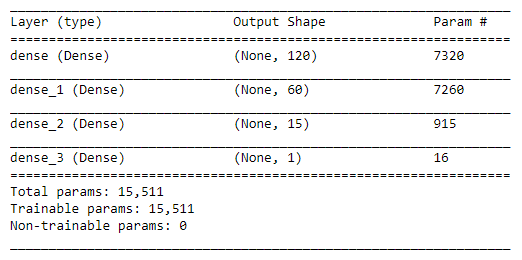 Layer (type) Output Shape Param #
dense (Dense) (None, 120) 7320
dense_1 (Dense) (None, 60) 7260
dense_2 (Dense) (None, 15) 915
dense_3 (Dense) (None, 1) 16
Total params: 15,511
Trainable params: 15,511
Non-trainable params: 0